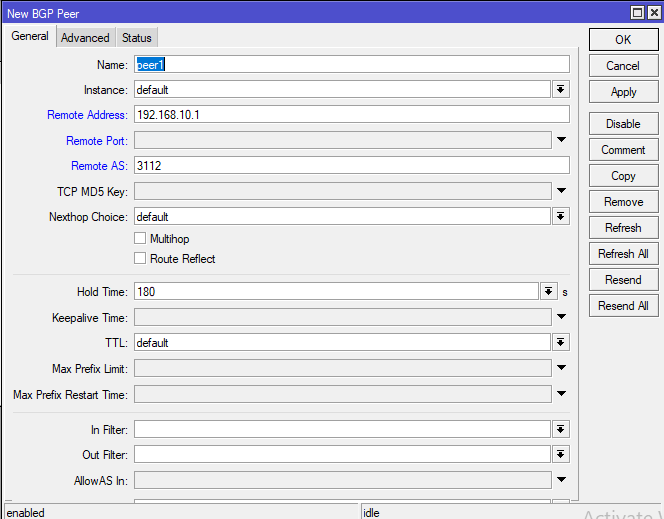 New BGP Peer
General Advanced Status
Name: peer1
Instance: default
Remote Address: 192.168.10.1
Remote Port:
Remote AS: 3112
TCP MD5 Key:
Nexthop Choice: default
Multihop
Route Reflect
Hold Time: 180 s
Keepalive Time:
TTL: default
Max Prefix Limit:
Max Prefix Restart Time:
In Filter:
Out Filter:
AllowAS In:
OK
Cancel
Apply
Disable
Comment
Copy
Remove
Refresh
Refresh All
Resend
Resend All
enabled idle
Activate